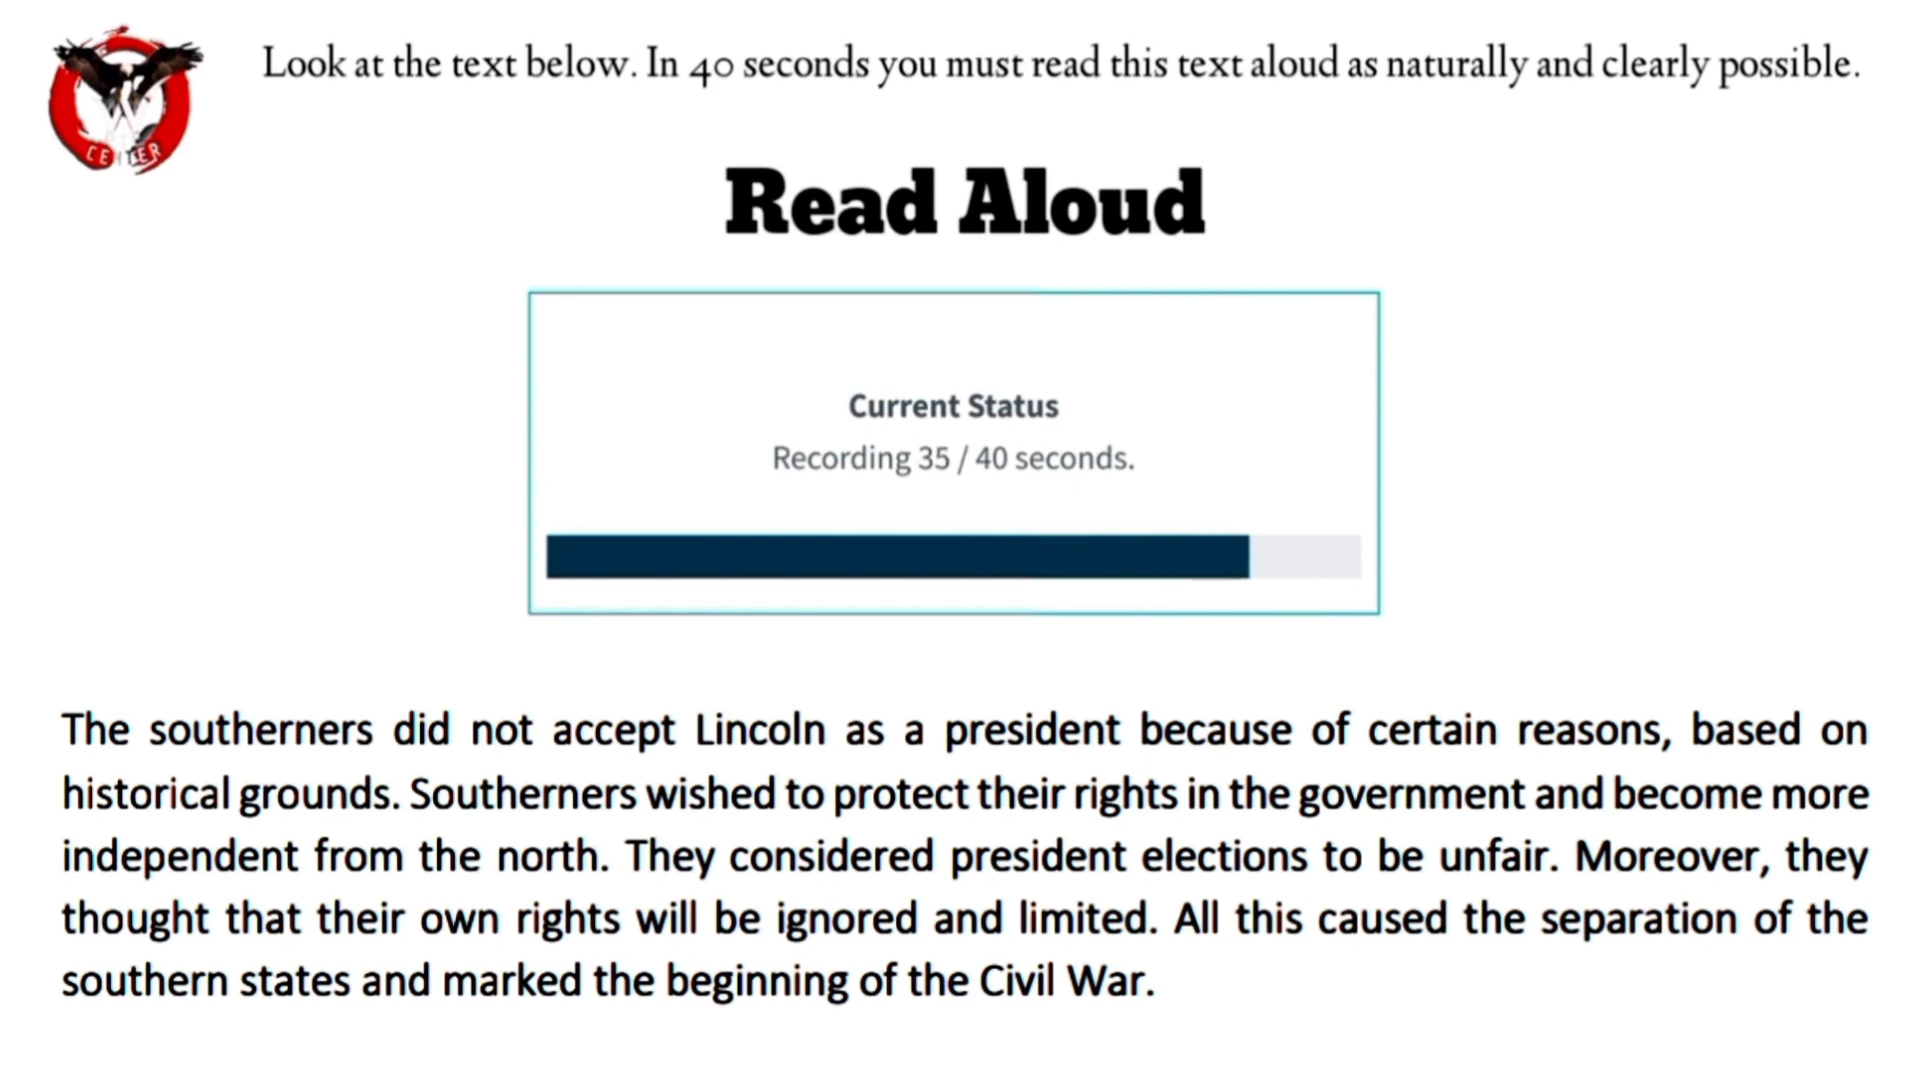 CENTER
Look at the text below. In 40 seconds you must read this text aloud as naturally and clearly possible.
Read Aloud
Current Status
Recording 35 / 40 seconds.
The southerners did not accept Lincoln as a president because of certain reasons, based on
historical grounds. Southerners wished to protect their rights in the government and become more
independent from the north. They considered president elections to be unfair. Moreover, they
thought that their own rights will be ignored and limited. All this caused the separation of the
southern states and marked the beginning of the Civil War.